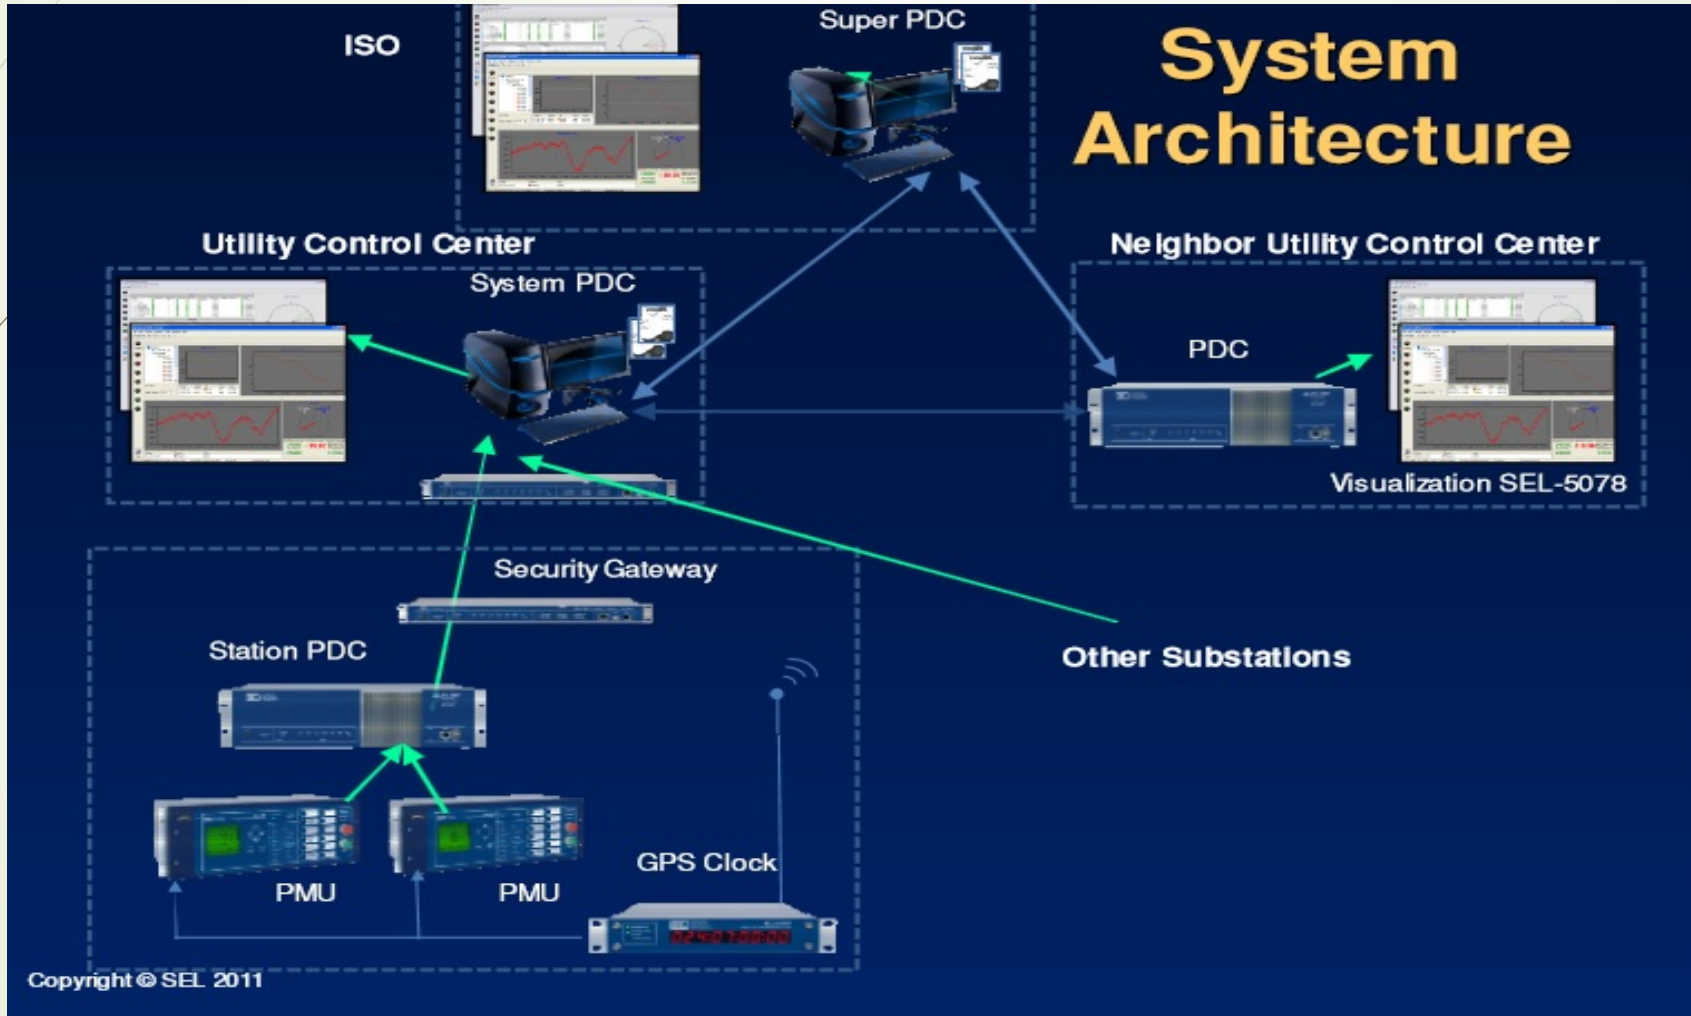 ISO
Super PDC
System
Architecture
Utility Control Center
Neighbor Utility Control Center
System PDC
PDC
Visualization SEL-5078
Security Gateway
Station PDC
Other Substations
GPS Clock
PMU
PMU
Copyright © SEL 2011